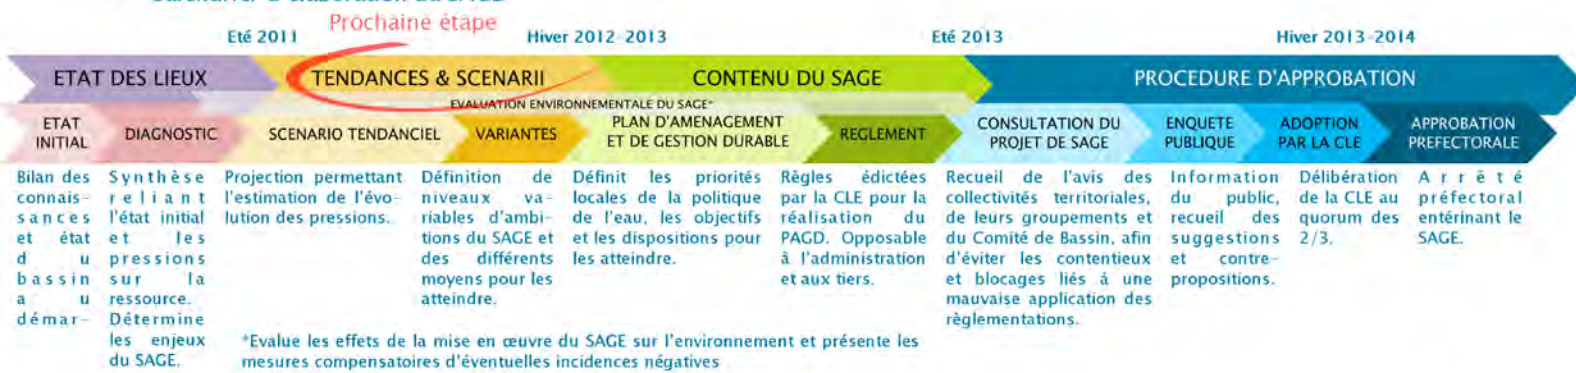 Prochaine étape
Eté 2011
Hiver 2012-2013
Eté 2013
Hiver 2013-2014
ETAT DES LIEUX
TENDANCES & SCENARII
CONTENU DU SAGE
PROCEDURE D'APPROBATION
EVALUATION ENVIRONNEMENTALE DU SAGE*
ETAT
INITIAL
DIAGNOSTIC
SCENARIO TENDANCIEL
VARIANTES
PLAN D'AMENAGEMENT
ET DE GESTION DURABLE
REGLEMENT
CONSULTATION DU
PROJET DE SAGE
ENQUETE
PUBLIQUE
ADOPTION
PAR LA CLE
APPROBATION
PREFECTORALE
Bilan des
connais-
sances
et état
du
bassin
au
démar-
Synthèse
reliant
l'état initial
et les
pressions
sur la
ressource.
Détermine
les enjeux
du SAGE.
Projection permettant
l'estimation de l'évo-
lution des pressions.
Définition de
niveaux va-
riables d'ambi-
tions du SAGE et
des différents
moyens pour les
atteindre.
Définit les priorités
locales de la politique
de l'eau, les objectifs
et les dispositions pour
les atteindre.
Règles édictées
par la CLE pour la
réalisation du
PAGD. Opposable
à l'administration
et aux tiers.
Recueil de l'avis des
collectivités territoriales,
de leurs groupements et
du Comité de Bassin, afin
d'éviter les contentieux
et blocages liés á une
mauvaise application des
règlementations.
Information
du public,
recueil des
suggestions
et contre-
propositions.
Délibération
de la CLE au
quorum des
2/3.
Arrêté
préfectoral
entérinant le
SAGE.
*Evalue les effets de la mise en œuvre du SAGE sur l'environnement et présente les
mesures compensatoires d'éventuelles incidences négatives